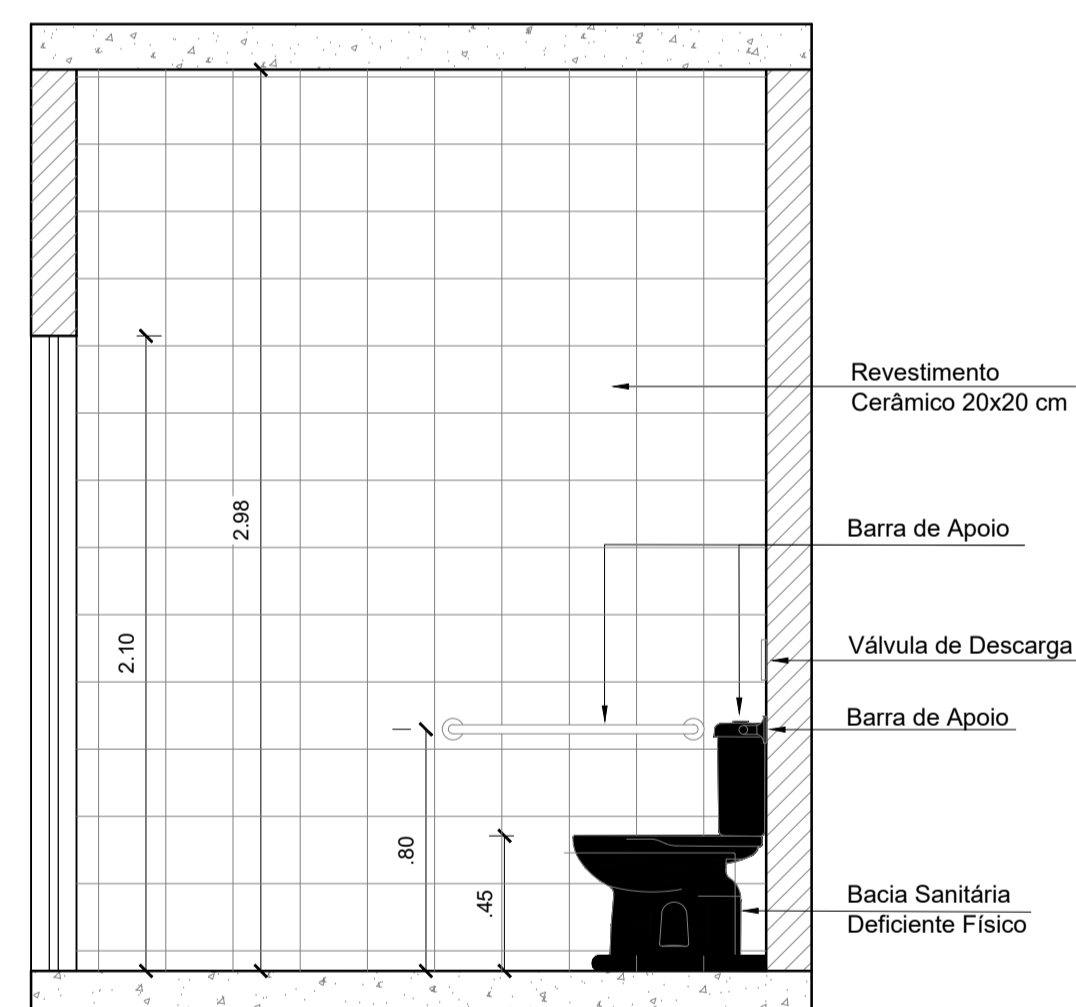 Revestimento
Cerâmico 20x20 cm
2.98
Barra de Apoio
2.10
Válvula de Descarga
Barra de Apoio
.80
.45
Bacia Sanitária
Deficiente Físico